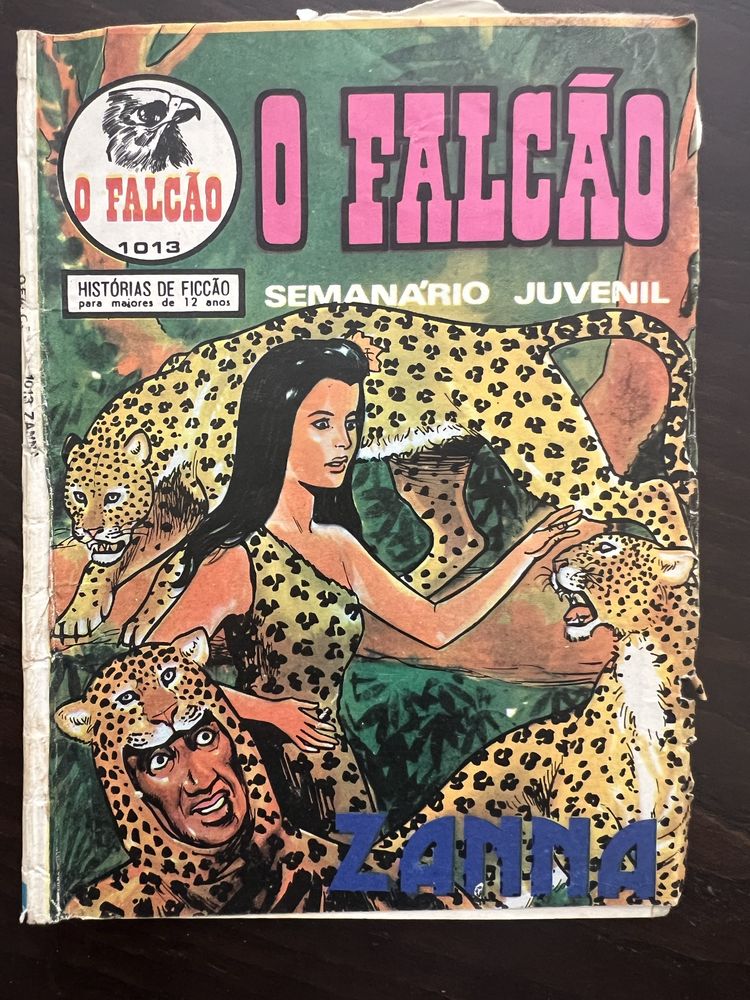 O FALCÃO
O FALCÃO
1013
HISTÓRIAS DE FICÇÃO
para maiores de 12 anos
SEMANÁRIO JUVENIL
1013 ZANNA
ZANNA